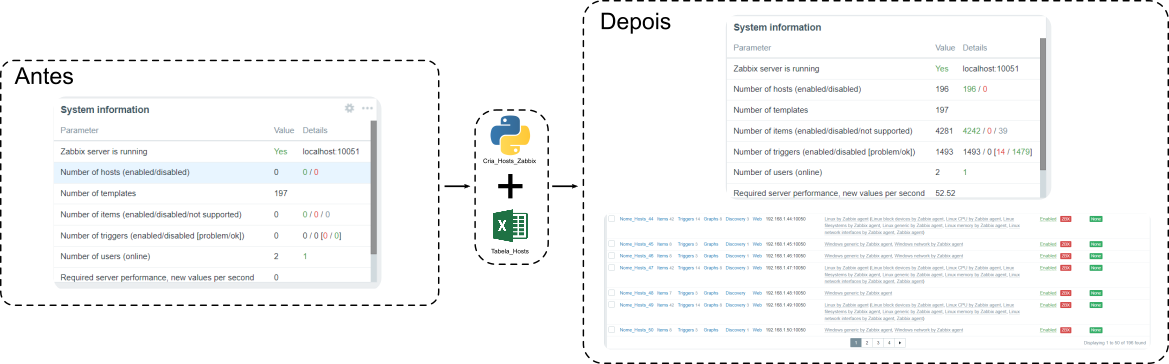 Antes
System information
Parameter Value Details
Zabbix server is running Yes localhost:10051
Number of hosts (enabled/disabled) 0 0 / 0
Number of templates 197
Number of items (enabled/disabled/not supported) 0 0 / 0 / 0
Number of triggers (enabled/disabled [problem/ok]) 0 0 / 0 [0 / 0]
Number of users (online) 2 1
Required server performance, new values per second 0
Cria_Hosts_Zabbix
Tabela_Hosts
Depois
System information
Parameter Value Details
Zabbix server is running Yes localhost:10051
Number of hosts (enabled/disabled) 196 196 / 0
Number of templates 197
Number of items (enabled/disabled/not supported) 4281 4242 / 0 / 39
Number of triggers (enabled/disabled [problem/ok]) 1493 1493 / 0 [14 / 1479]
Number of users (online) 2 1
Required server performance, new values per second 52.52
Nome_Hosts_44 Items 42 Triggers 14 Graphs 8 Discovery 3 Web 192.168.1.44:10050 Linux by Zabbix agent (Linux block devices by Zabbix agent, Linux CPU by Zabbix agent, Linux Enabled ZBX None
filesystems by Zabbix agent, Linux generic by Zabbix agent, Linux memory by Zabbix agent, Linux
network interfaces by Zabbix agent, Zabbix agent)
Nome_Hosts_45 Items Triggers Graphs Discovery Web 192.168.1.45:10050 Windows generic by Zabbix agent, Windows network by Zabbix agent Enabled ZBX None
Nome_Hosts_46 Items Triggers Graphs Discovery Web 192.168.1.46:10050 Windows generic by Zabbix agent, Windows network by Zabbix agent Enabled ZBX None
Nome_Hosts_47 Items 42 Triggers 14 Graphs 8 Discovery 3 Web 192.168.1.47:10050 Linux by Zabbix agent (Linux block devices by Zabbix agent, Linux CPU by Zabbix agent, Linux Enabled ZBX None
filesystems by Zabbix agent, Linux generic by Zabbix agent, Linux memory by Zabbix agent, Linux
network interfaces by Zabbix agent, Zabbix agent)
Nome_Hosts_48 Items Triggers Graphs Discovery Web 192.168.1.48:10050 Windows generic by Zabbix agent Enabled ZBX None
Nome_Hosts_49 Items 42 Triggers 14 Graphs 8 Discovery 3 Web 192.168.1.49:10050 Linux by Zabbix agent (Linux block devices by Zabbix agent, Linux CPU by Zabbix agent, Linux Enabled ZBX None
filesystems by Zabbix agent, Linux generic by Zabbix agent, Linux memory by Zabbix agent, Linux
network interfaces by Zabbix agent, Zabbix agent)
Nome_Hosts_50 Items Triggers Graphs Discovery Web 192.168.1.50:10050 Windows generic by Zabbix agent, Windows network by Zabbix agent Enabled ZBX None
1 2 3 4
Displaying 1 to 50 of 196 found